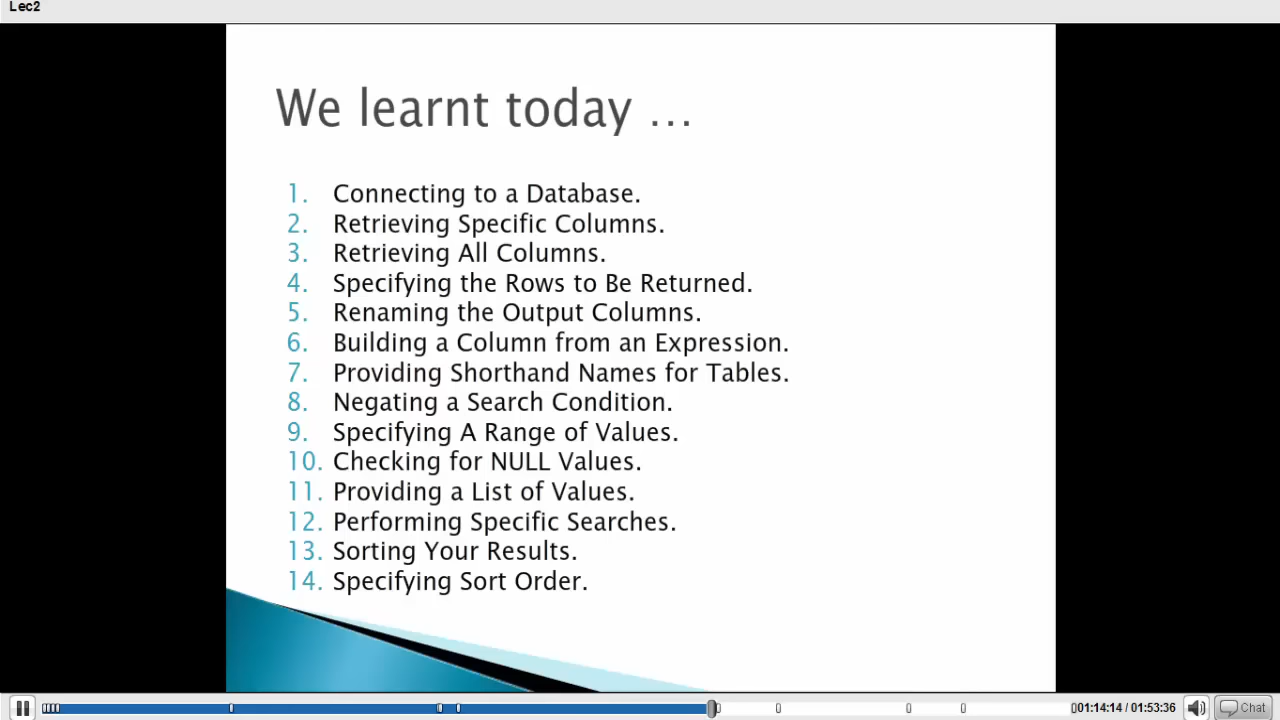 Lec2
We learnt today ...
1. Connecting to a Database.
2. Retrieving Specific Columns.
3. Retrieving All Columns.
4. Specifying the Rows to Be Returned.
5. Renaming the Output Columns.
6. Building a Column from an Expression.
7. Providing Shorthand Names for Tables.
8. Negating a Search Condition.
9. Specifying A Range of Values.
10. Checking for NULL Values.
11. Providing a List of Values.
12. Performing Specific Searches.
13. Sorting Your Results.
14. Specifying Sort Order.
01:14:14 / 01:53:36 Chat